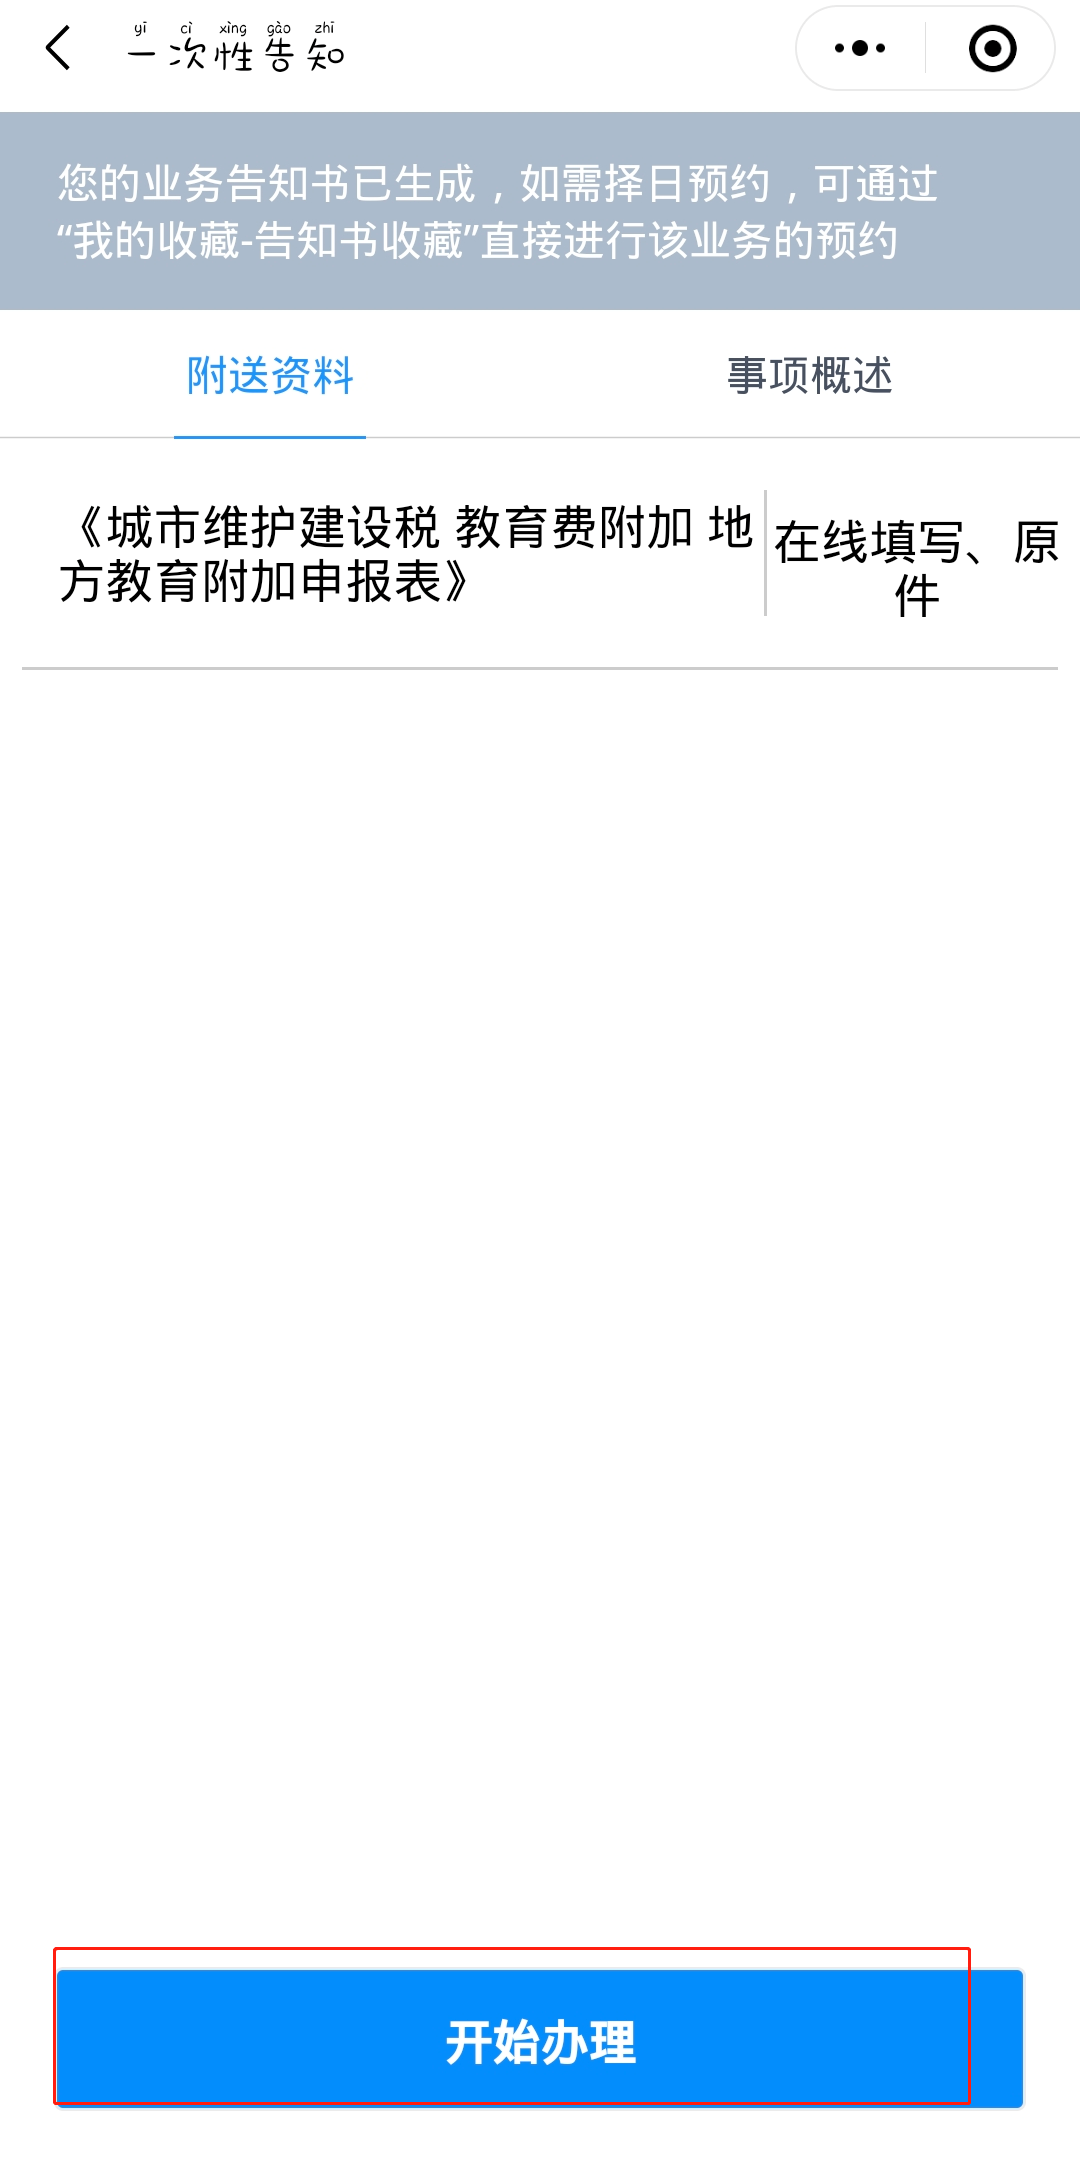 yī cì xìng gào zhī
一次性告知
您的业务告知书已生成，如需择日预约，可通过
“我的收藏-告知书收藏”直接进行该业务的预约
附送资料 事项概述
《城市维护建设税 教育费附加 地
方教育附加申报表》
在线填写、原
件
开始办理